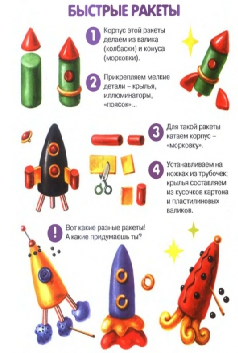 БЫСТРЫЕ РАКЕТЫ
1 Корпус этой ракеты
делаем из валика
(колбаски) и конуса
(морковки).
2 Прикрепляем мелкие
детали – крылья,
иллюминаторы,
«поясок»...
3 Для такой ракеты
катаем корпус –
«морковку».
4 Устанавливаем на
ножках из трубочек:
крылья составляем
из кусочков картона
и пластилиновых
валиков.
! Вот какие разные ракеты!
А какие придумаешь ты?